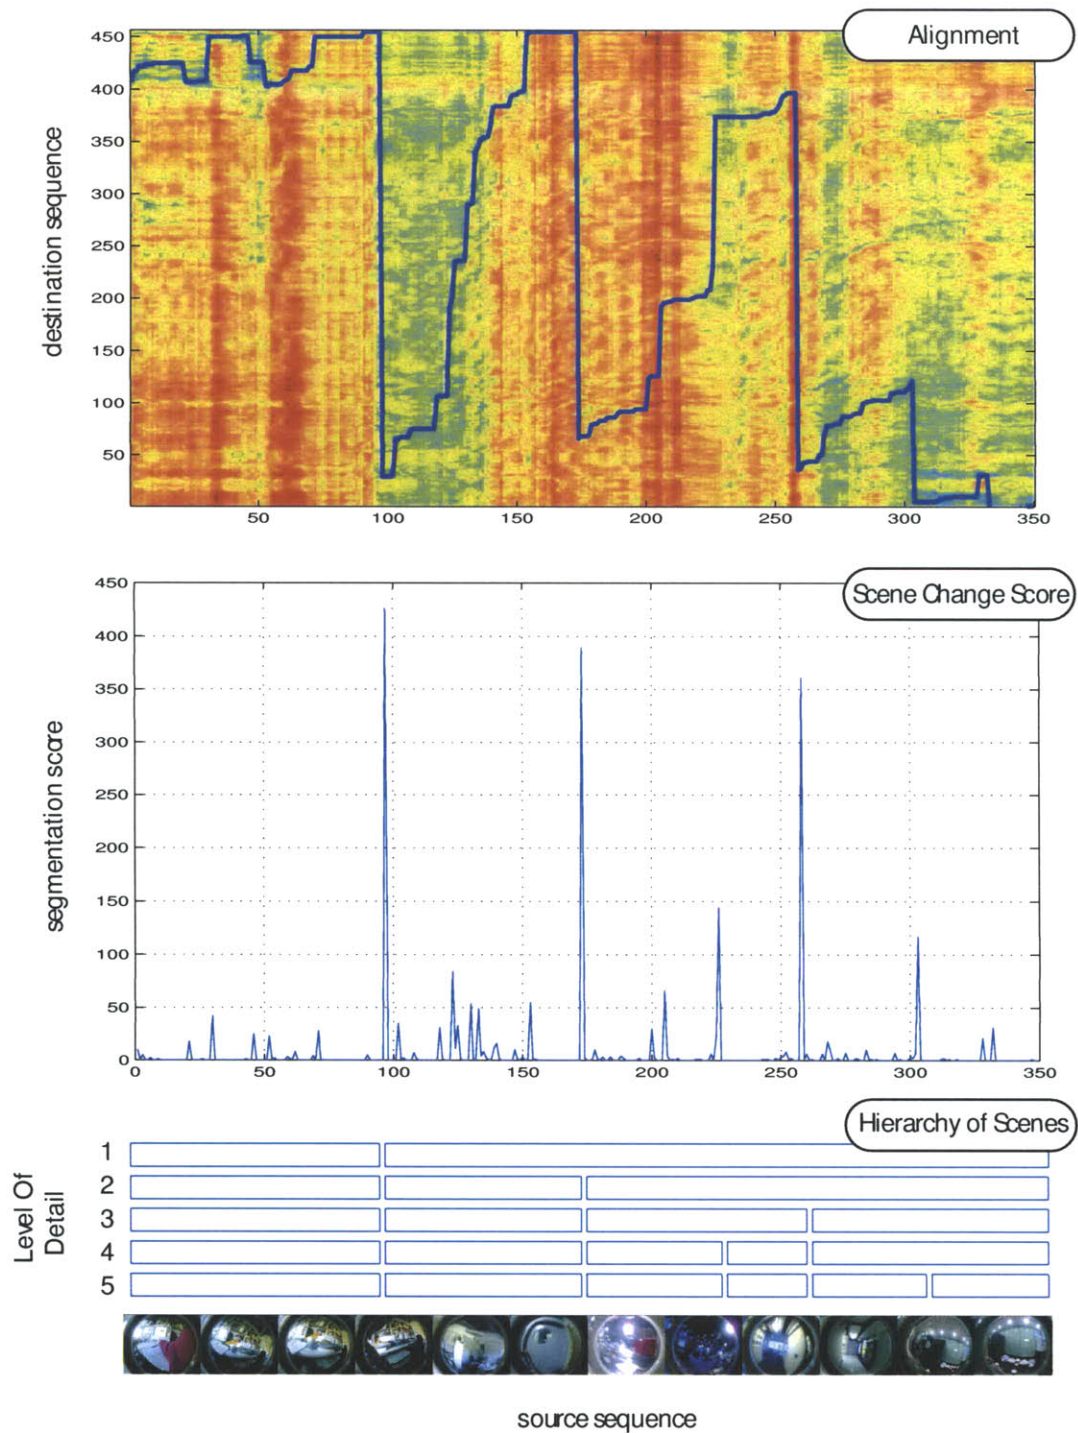 Alignment
destination sequence
450
400
350
300
250
200
150
100
50
50 100 150 200 250 300 350
Scene Change Score
segmentation score
450
400
350
300
250
200
150
100
50
0
0 50 100 150 200 250 300 350
Hierarchy of Scenes
Level Of
Detail
1
2
3
4
5
source sequence